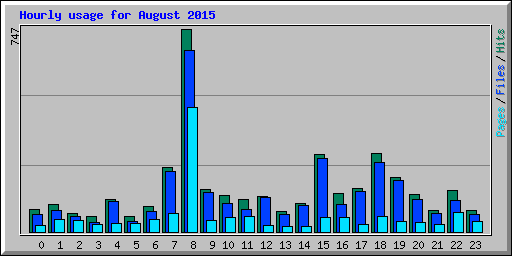 Hourly usage for August 2015
747
Pages/Files/Hits
0 1 2 3 4 5 6 7 8 9 10 11 12 13 14 15 16 17 18 19 20 21 22 23